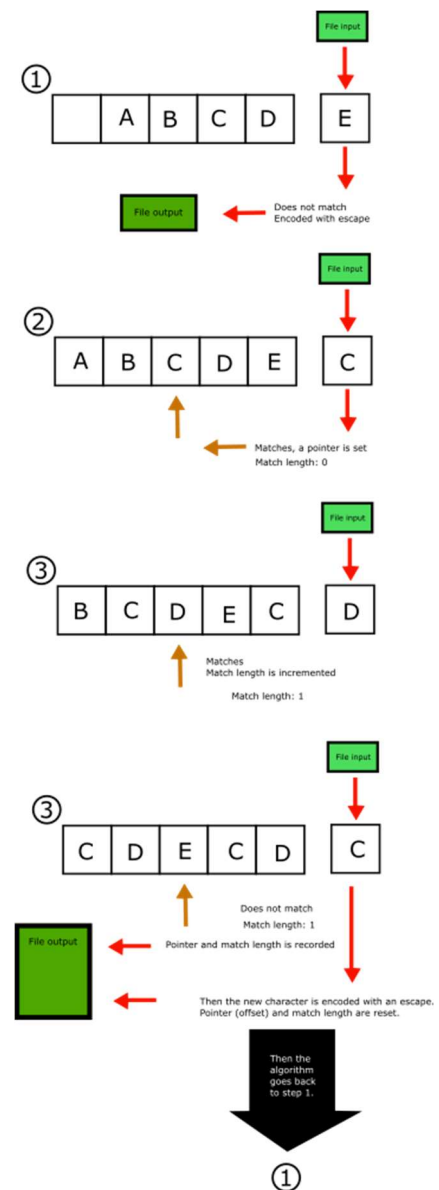 File input
①
A B C D E
Does not match
Encoded with escape
File output
File input
②
A B C D E C
Matches, a pointer is set
Match length: 0
File input
③
B C D E C D
Matches
Match length is incremented
Match length: 1
File input
③
C D E C D C
Does not match
Match length: 1
File output
Pointer and match length is recorded
Then the new character is encoded with an escape.
Pointer (offset) and match length are reset.
Then the
algorithm
goes back
to step 1.
①